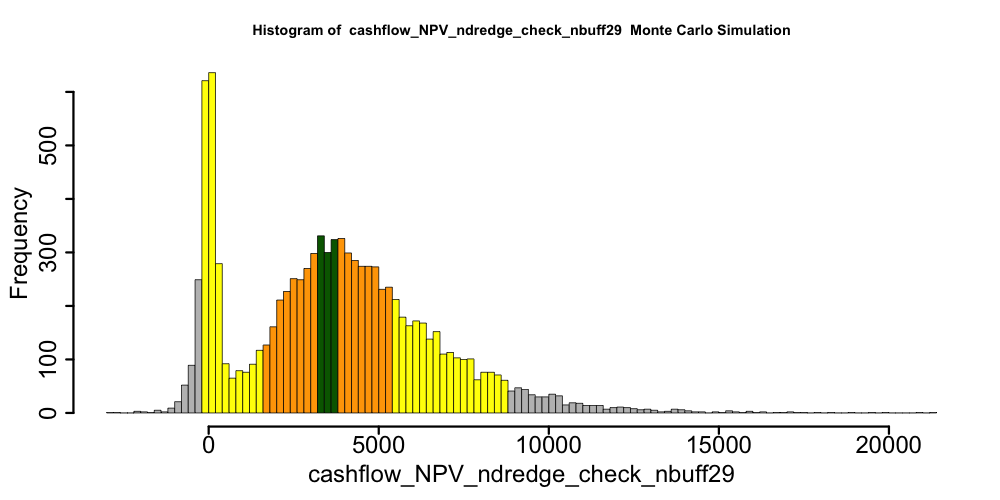 Histogram of  cashflow_NPV_ndredge_check_nbuff29  Monte Carlo Simulation
Frequency
500
300
100
0
0 5000 10000 15000 20000
cashflow_NPV_ndredge_check_nbuff29